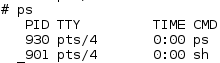 # ps
PID TTY TIME CMD
930 pts/4 0:00 ps
901 pts/4 0:00 sh